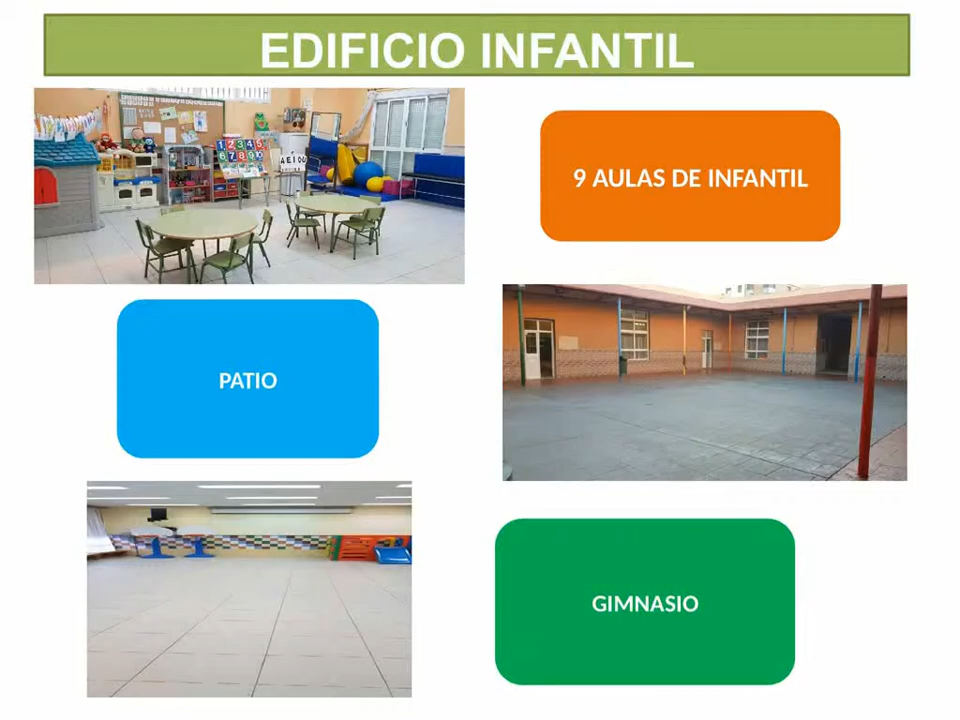 EDIFICIO INFANTIL
9 AULAS DE INFANTIL
PATIO
GIMNASIO